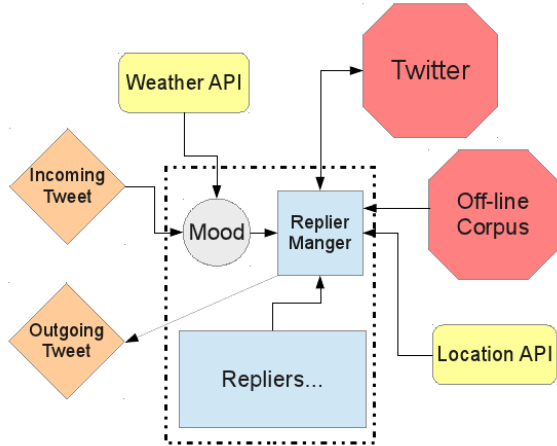 Twitter
Weather API
Incoming
Tweet
Mood
Replier
Manger
Off-line
Corpus
Outgoing
Tweet
Repliers...
Location API